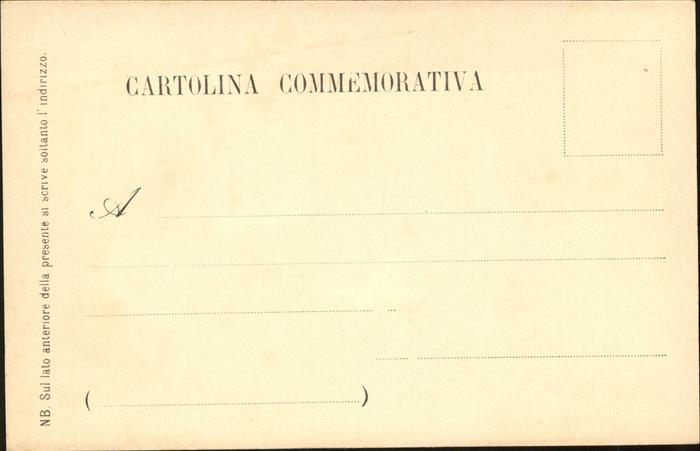 CARTOLINA COMMEMORATIVA
A
( )
NB. Sul lato anteriore della presente si scrive soltanto l'indirizzo.